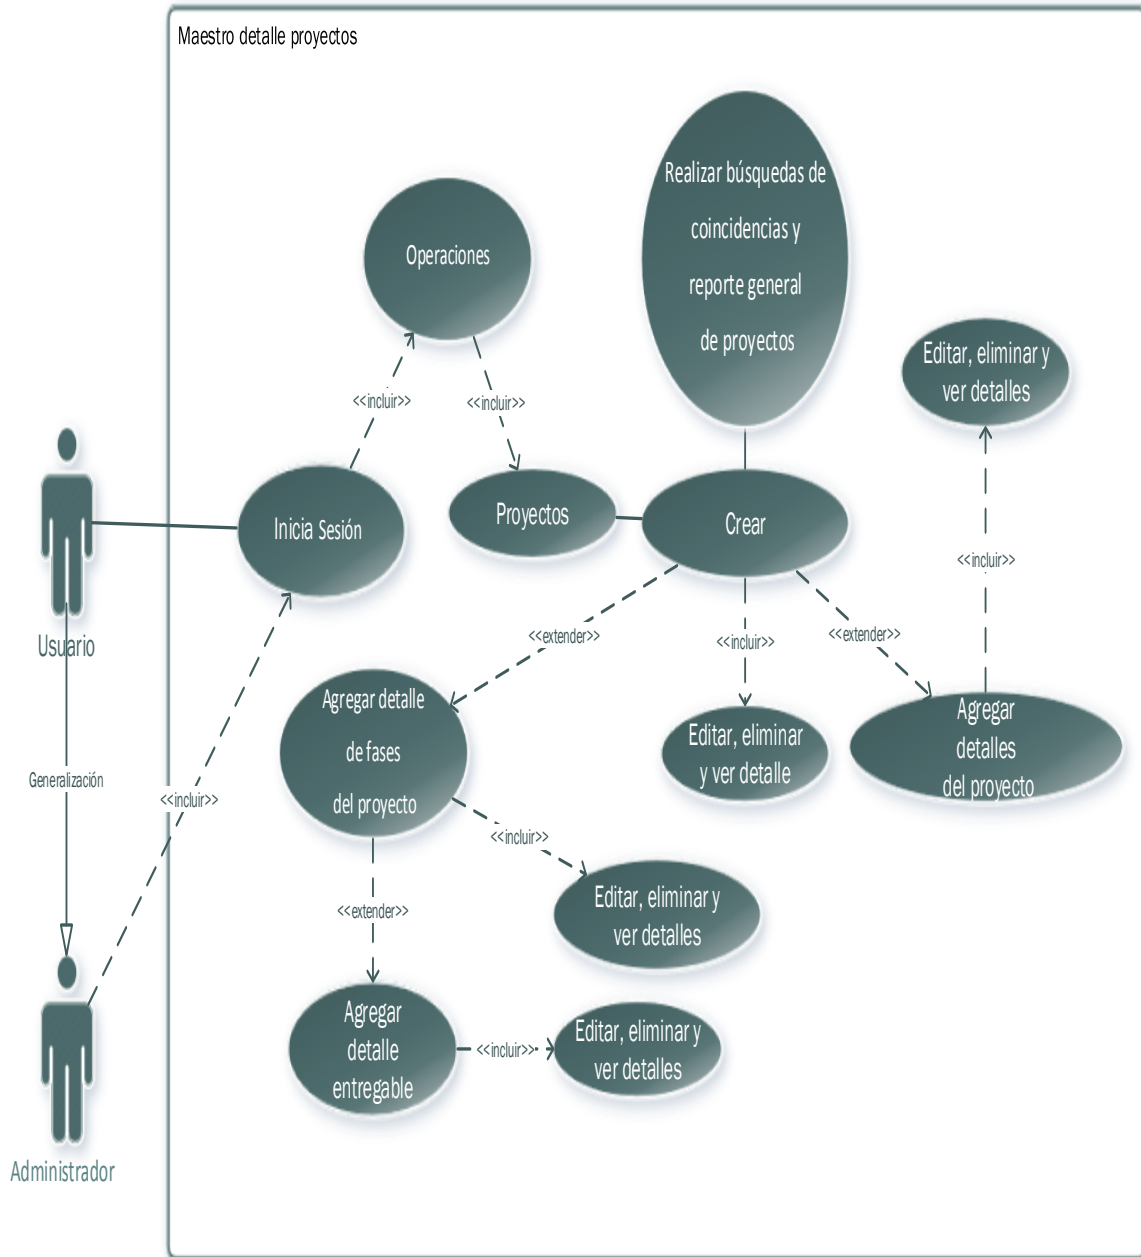 Maestro detalle proyectos
Realizar búsquedas de
coincidencias y
reporte general
de proyectos
Operaciones
Editar, eliminar y
ver detalles
<<incluir>>
<<incluir>>
Inicia Sesión
Proyectos
Crear
<<incluir>>
Usuario
<<extender>>
<<incluir>>
<<extender>>
Agregar detalle
de fases
del proyecto
Editar, eliminar
y ver detalle
Agregar
detalles
del proyecto
Generalización
<<incluir>>
<<incluir>>
Editar, eliminar y
ver detalles
<<extender>>
Agregar
detalle
entregable
<<incluir>>
Editar, eliminar y
ver detalles
Administrador